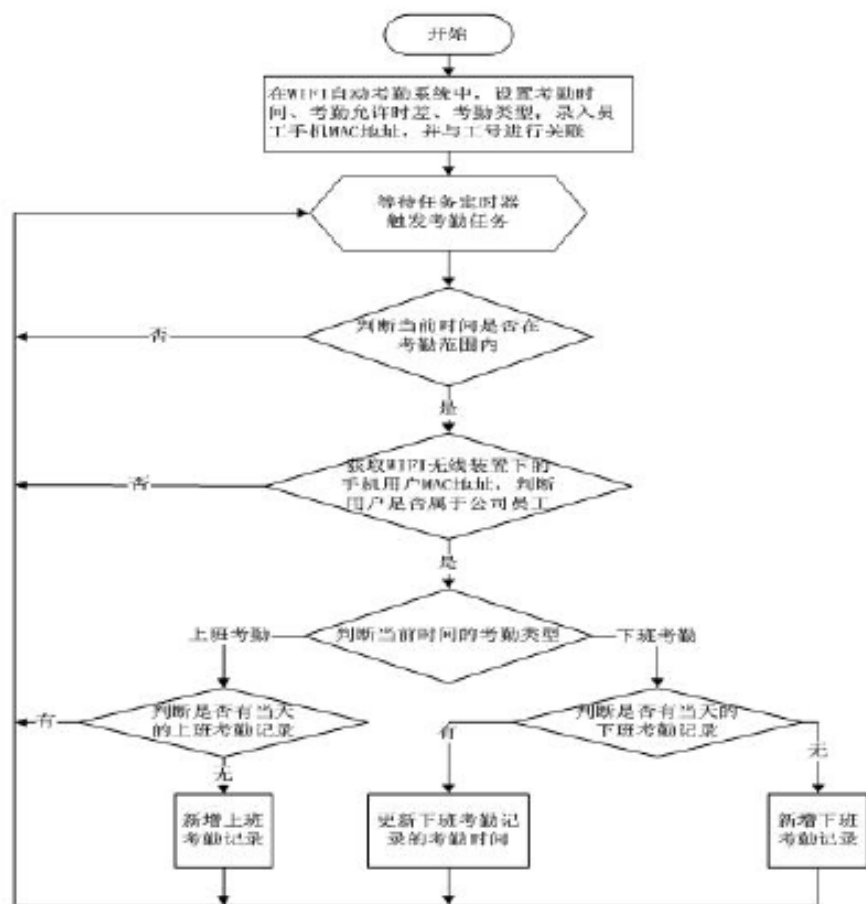 开始
在WIFI自动考勤系统中，设置考勤时
间、考勤允许时差、考勤类型，录入员
工手机MAC地址，并与工号进行关联
等待任务定时器
触发考勤任务
判断当前时间是否在
考勤范围内
否
是
获取WIFI无线装置下的
手机用户MAC地址，判断
用户是否属于公司员工
否
是
判断当前时间的考勤类型
上班考勤
下班考勤
判断是否有当天
的上班考勤记录
有
无
判断是否有当天的
下班考勤记录
有
无
新增上班
考勤记录
更新下班考勤记
录的考勤时间
新增下班
考勤记录